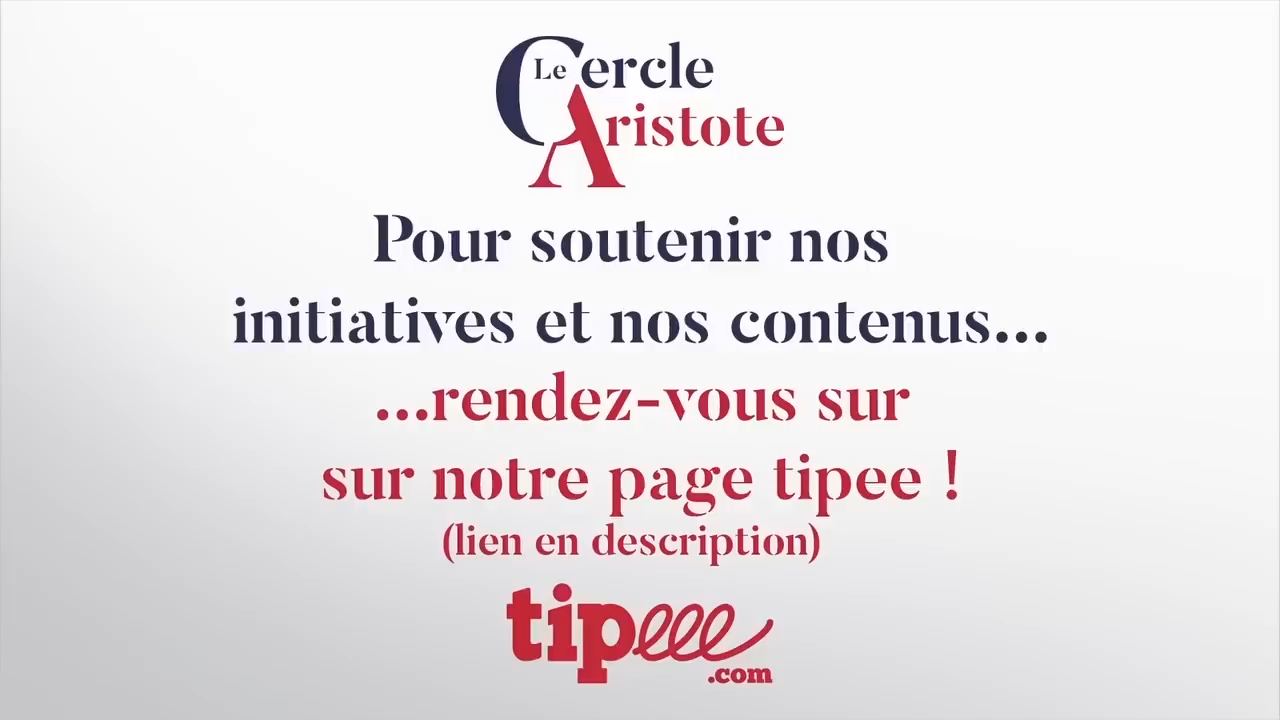 Le Cercle
Aristote
Pour soutenir nos
initiatives et nos contenus...
...rendez-vous sur
sur notre page tipee !
(lien en description)
tipeee
.com